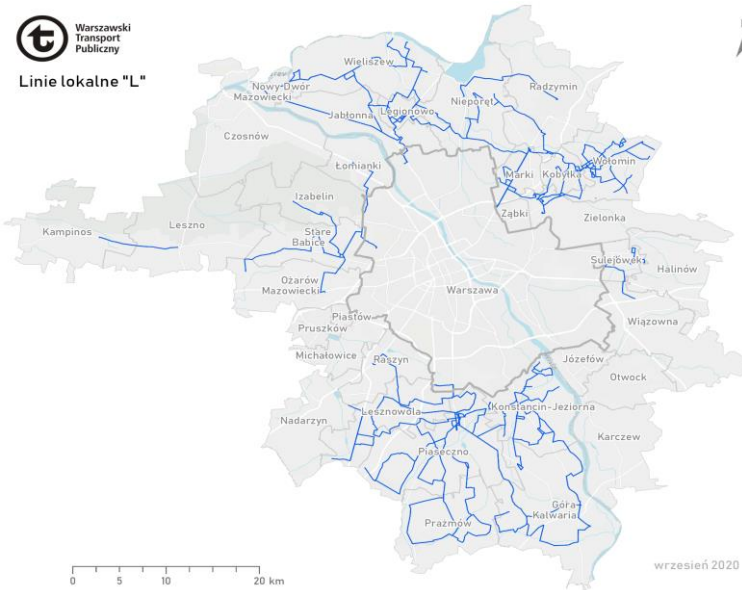 Warszawski
Transport
Publiczny
Linie lokalne "L"
Wieliszew
Nowy Dwór
Mazowiecki
Radzymin
Legionowo
Nieporęt
Jabłonna
Czosnów
Łomianki
Wołomin
Marki
Kobyłka
Izabelin
Ząbki
Zielonka
Leszno
Kampinos
Stare
Babice
Sulejówek
Halinów
Ożarów
Mazowiecki
Warszawa
Wiązowna
Piastów
Pruszków
Michałowice
Raszyn
Józefów
Otwock
Lesznowola
Konstancin-Jeziorna
Nadarzyn
Karczew
Piaseczno
Góra
Kalwaria
Prażmów
wrzesień 2020
0 5 10 20 km